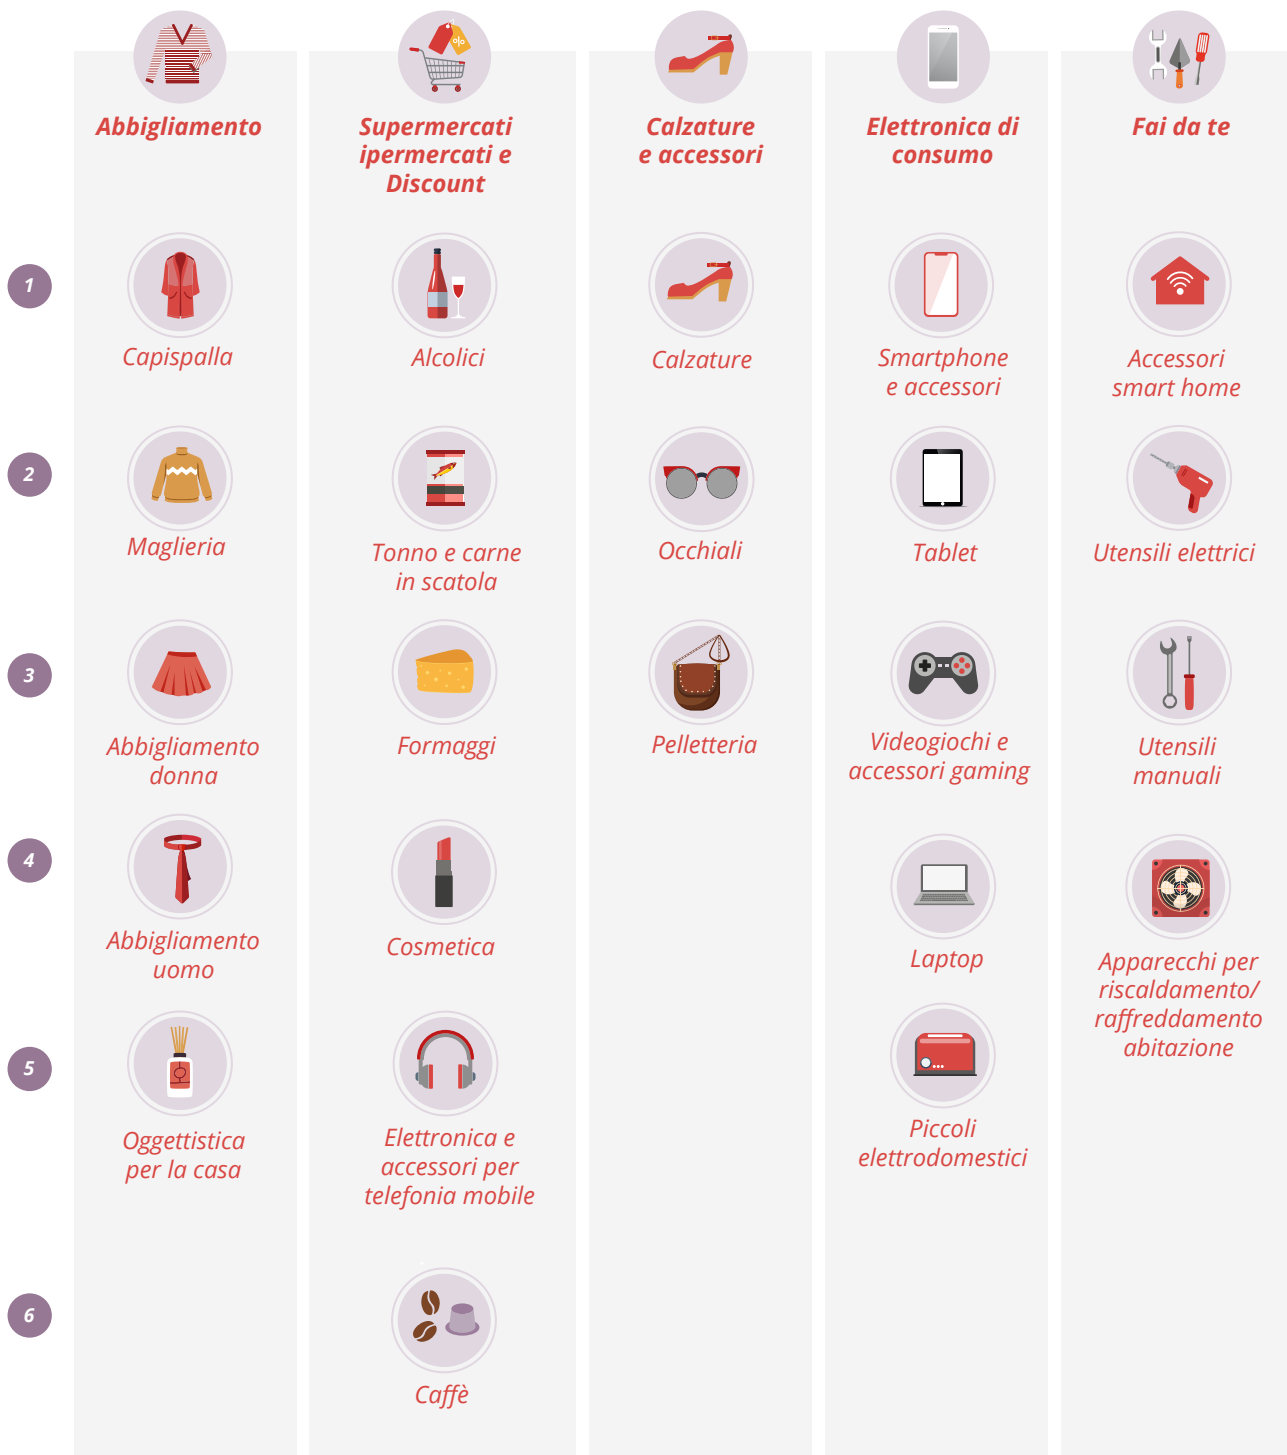 Abbigliamento
Supermercati
ipermercati e
Discount
Calzature
e accessori
Elettronica di
consumo
Fai da te
%
1
Capispalla
Alcolici
Calzature
Smartphone
e accessori
Accessori
smart home
2
Maglieria
Tonno e carne
in scatola
Occhiali
Tablet
Utensili elettrici
3
Abbigliamento
donna
Formaggi
Pelletteria
Videogiochi e
accessori gaming
Utensili
manuali
4
Abbigliamento
uomo
Cosmetica
Laptop
Apparecchi per
riscaldamento/
raffreddamento
abitazione
5
Oggettistica
per la casa
Elettronica e
accessori per
telefonia mobile
Piccoli
elettrodomestici
6
Caffè